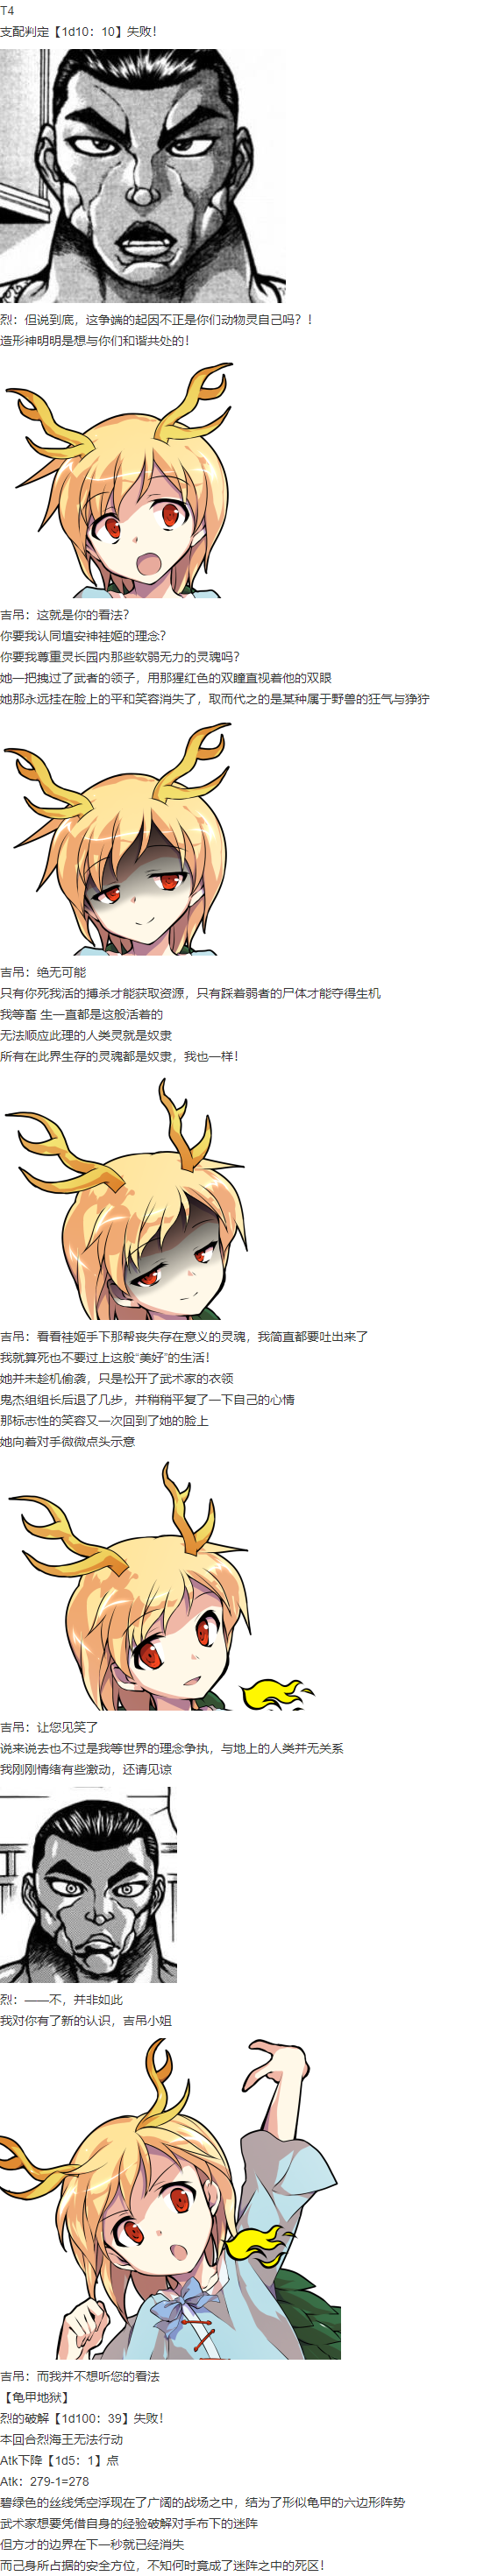 T4
支配判定【1d10：10】失败！
烈：但说到底，这争端的起因不正是你们动物灵自己吗？！
造形神明明是想与你们和谐共处的！
吉吊：这就是你的看法？
你要我认同埴安神袿姬的理念？
你要我尊重灵长园内那些软弱无力的灵魂吗？
她一把拽过了武者的领子，用那猩红色的双瞳直视着他的双眼
她那永远挂在脸上的平和笑容消失了，取而代之的是某种属于野兽的狂气与狰狞
吉吊：绝无可能
只有你死我活的搏杀才能获取资源，只有踩着弱者的尸体才能夺得生机
我等畜 生一直都是这般活着的
无法顺应此理的人类灵就是奴隶
所有在此界生存的灵魂都是奴隶，我也一样！
吉吊：看看袿姬手下那帮丧失存在意义的灵魂，我简直都要吐出来了
我就算死也不要过上这般“美好”的生活！
她并未趁机偷袭，只是松开了武术家的衣领
鬼杰组组长后退了几步，并稍稍平复了一下自己的心情
那标志性的笑容又一次回到了她的脸上
她向着对手微微点头示意
吉吊：让您见笑了
说来说去也不过是我等世界的理念争执，与地上的人类并无关系
我刚刚情绪有些激动，还请见谅
烈：——不，并非如此
我对你有了新的认识，吉吊小姐
吉吊：而我并不想听您的看法
【龟甲地狱】
烈的破解【1d100：39】失败！
本回合烈海王无法行动
Atk下降【1d5：1】点
Atk：279-1=278
碧绿色的丝线凭空浮现在了广阔的战场之中，结为了形似龟甲的六边形阵势
武术家想要凭借自身的经验破解对手布下的迷阵
但方才的边界在下一秒就已经消失
而己身所占据的安全方位，不知何时竟成了迷阵之中的死区！